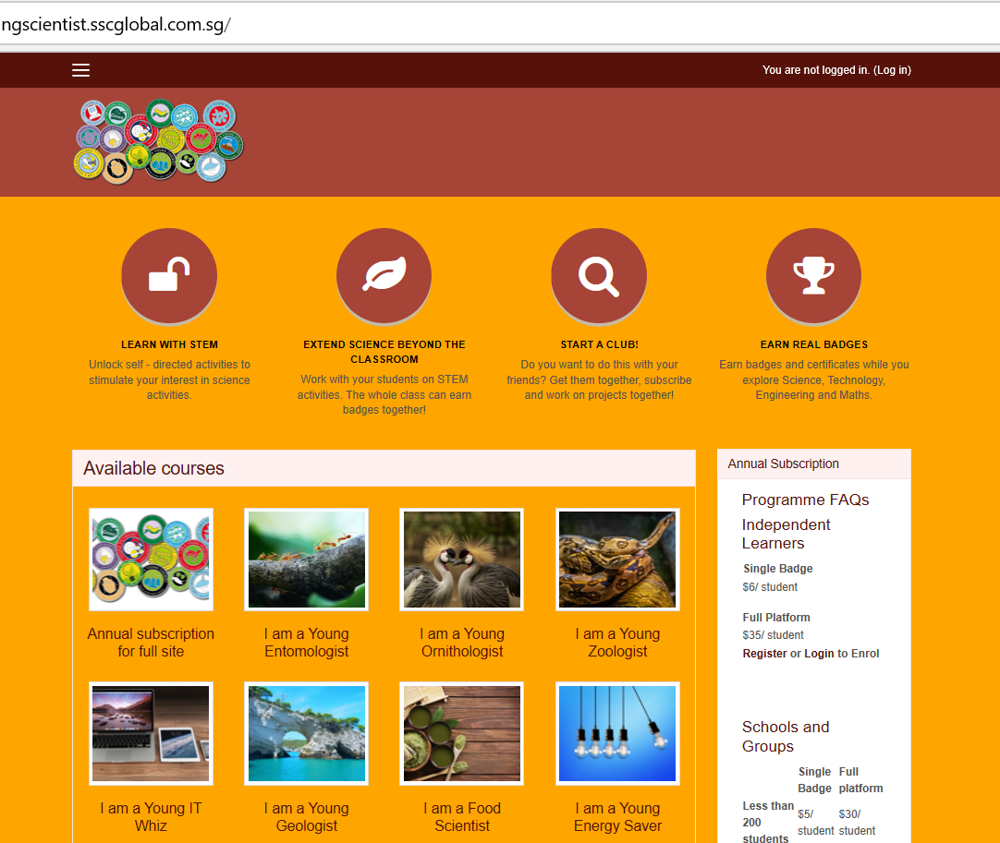 ngscientist.sscglobal.com.sg/
You are not logged in. (Log in)
LEARN WITH STEM
Unlock self - directed activities to
stimulate your interest in science
activities.
EXTEND SCIENCE BEYOND THE
CLASSROOM
Work with your students on STEM
activities. The whole class can earn
badges together!
START A CLUB!
Do you want to do this with your
friends? Get them together, subscribe
and work on projects together!
EARN REAL BADGES
Earn badges and certificates while you
explore Science, Technology,
Engineering and Maths.
Available courses
Annual subscription
for full site
I am a Young
Entomologist
I am a Young
Ornithologist
I am a Young
Zoologist
I am a Young IT
Whiz
I am a Young
Geologist
I am a Food
Scientist
I am a Young
Energy Saver
Annual Subscription
Programme FAQs
Independent
Learners
Single Badge
$6/ student
Full Platform
$35/ student
Register or Login to Enrol
Schools and
Groups
Single Badge
Full platform
Less than
200
students
$5/ student
$30/ student